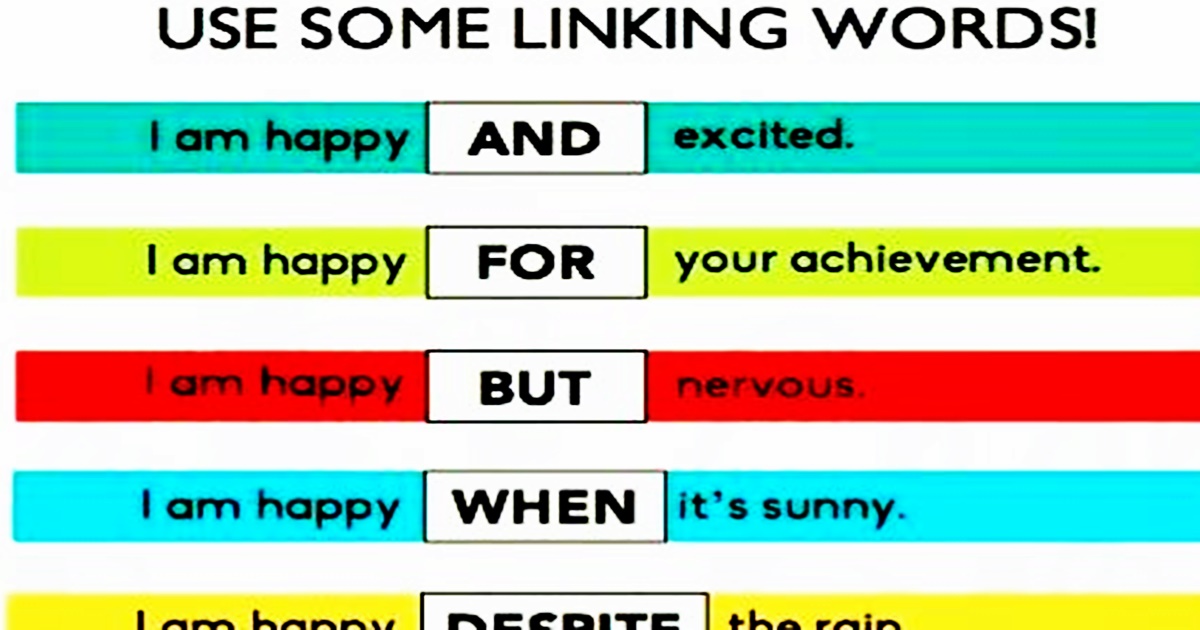 USE SOME LINKING WORDS!
I am happy AND excited.
I am happy FOR your achievement.
I am happy BUT nervous.
I am happy WHEN it's sunny.
I am happy DESPITE the rain